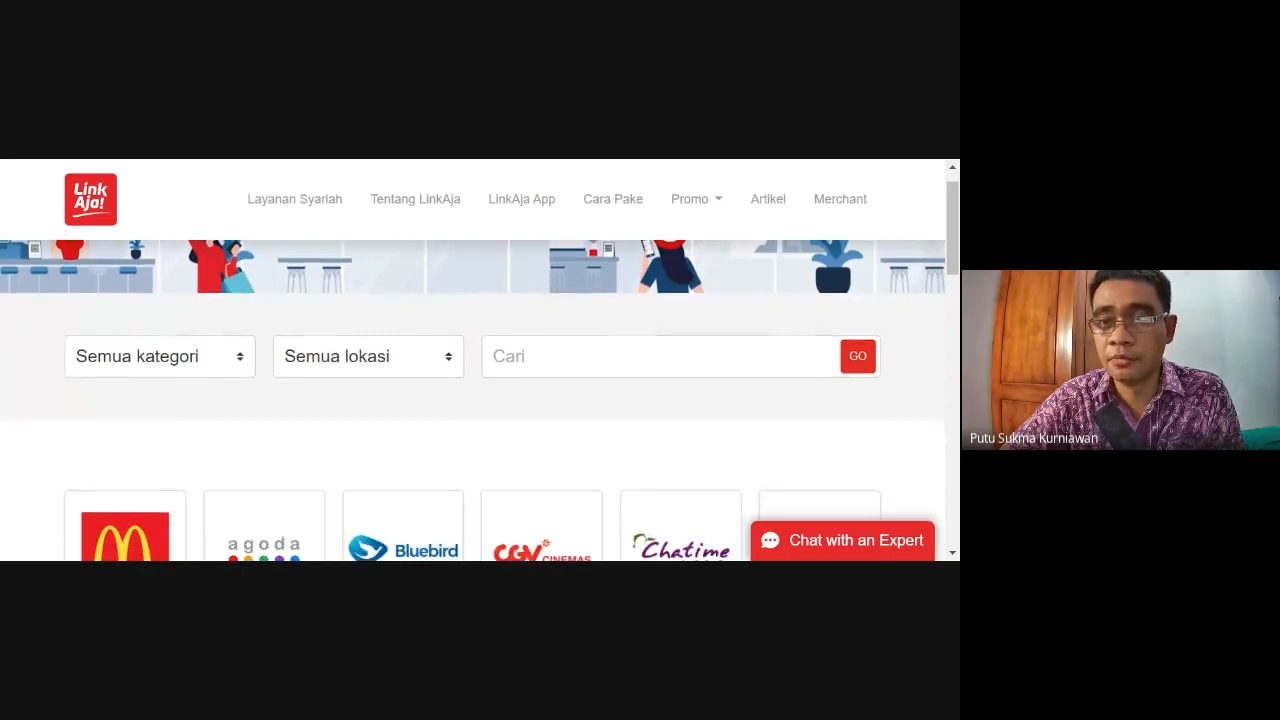 Link
Aja!
Layanan Syariah
Tentang LinkAja
LinkAja App
Cara Pake
Promo
Artikel
Merchant
Semua kategori
Semua lokasi
Cari
GO
agoda
Bluebird
CGV CINEMAS
Chatime
Chat with an Expert
Putu Sukma Kurniawan